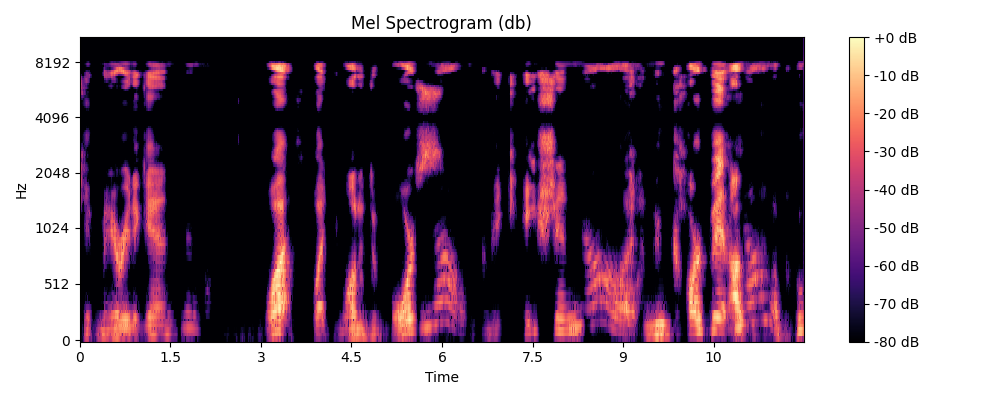 Mel Spectrogram (db)
8192
4096
2048
1024
512
0
Hz
0 1.5 3 4.5 6 7.5 9 10
Time
+0 dB
-10 dB
-20 dB
-30 dB
-40 dB
-50 dB
-60 dB
-70 dB
-80 dB